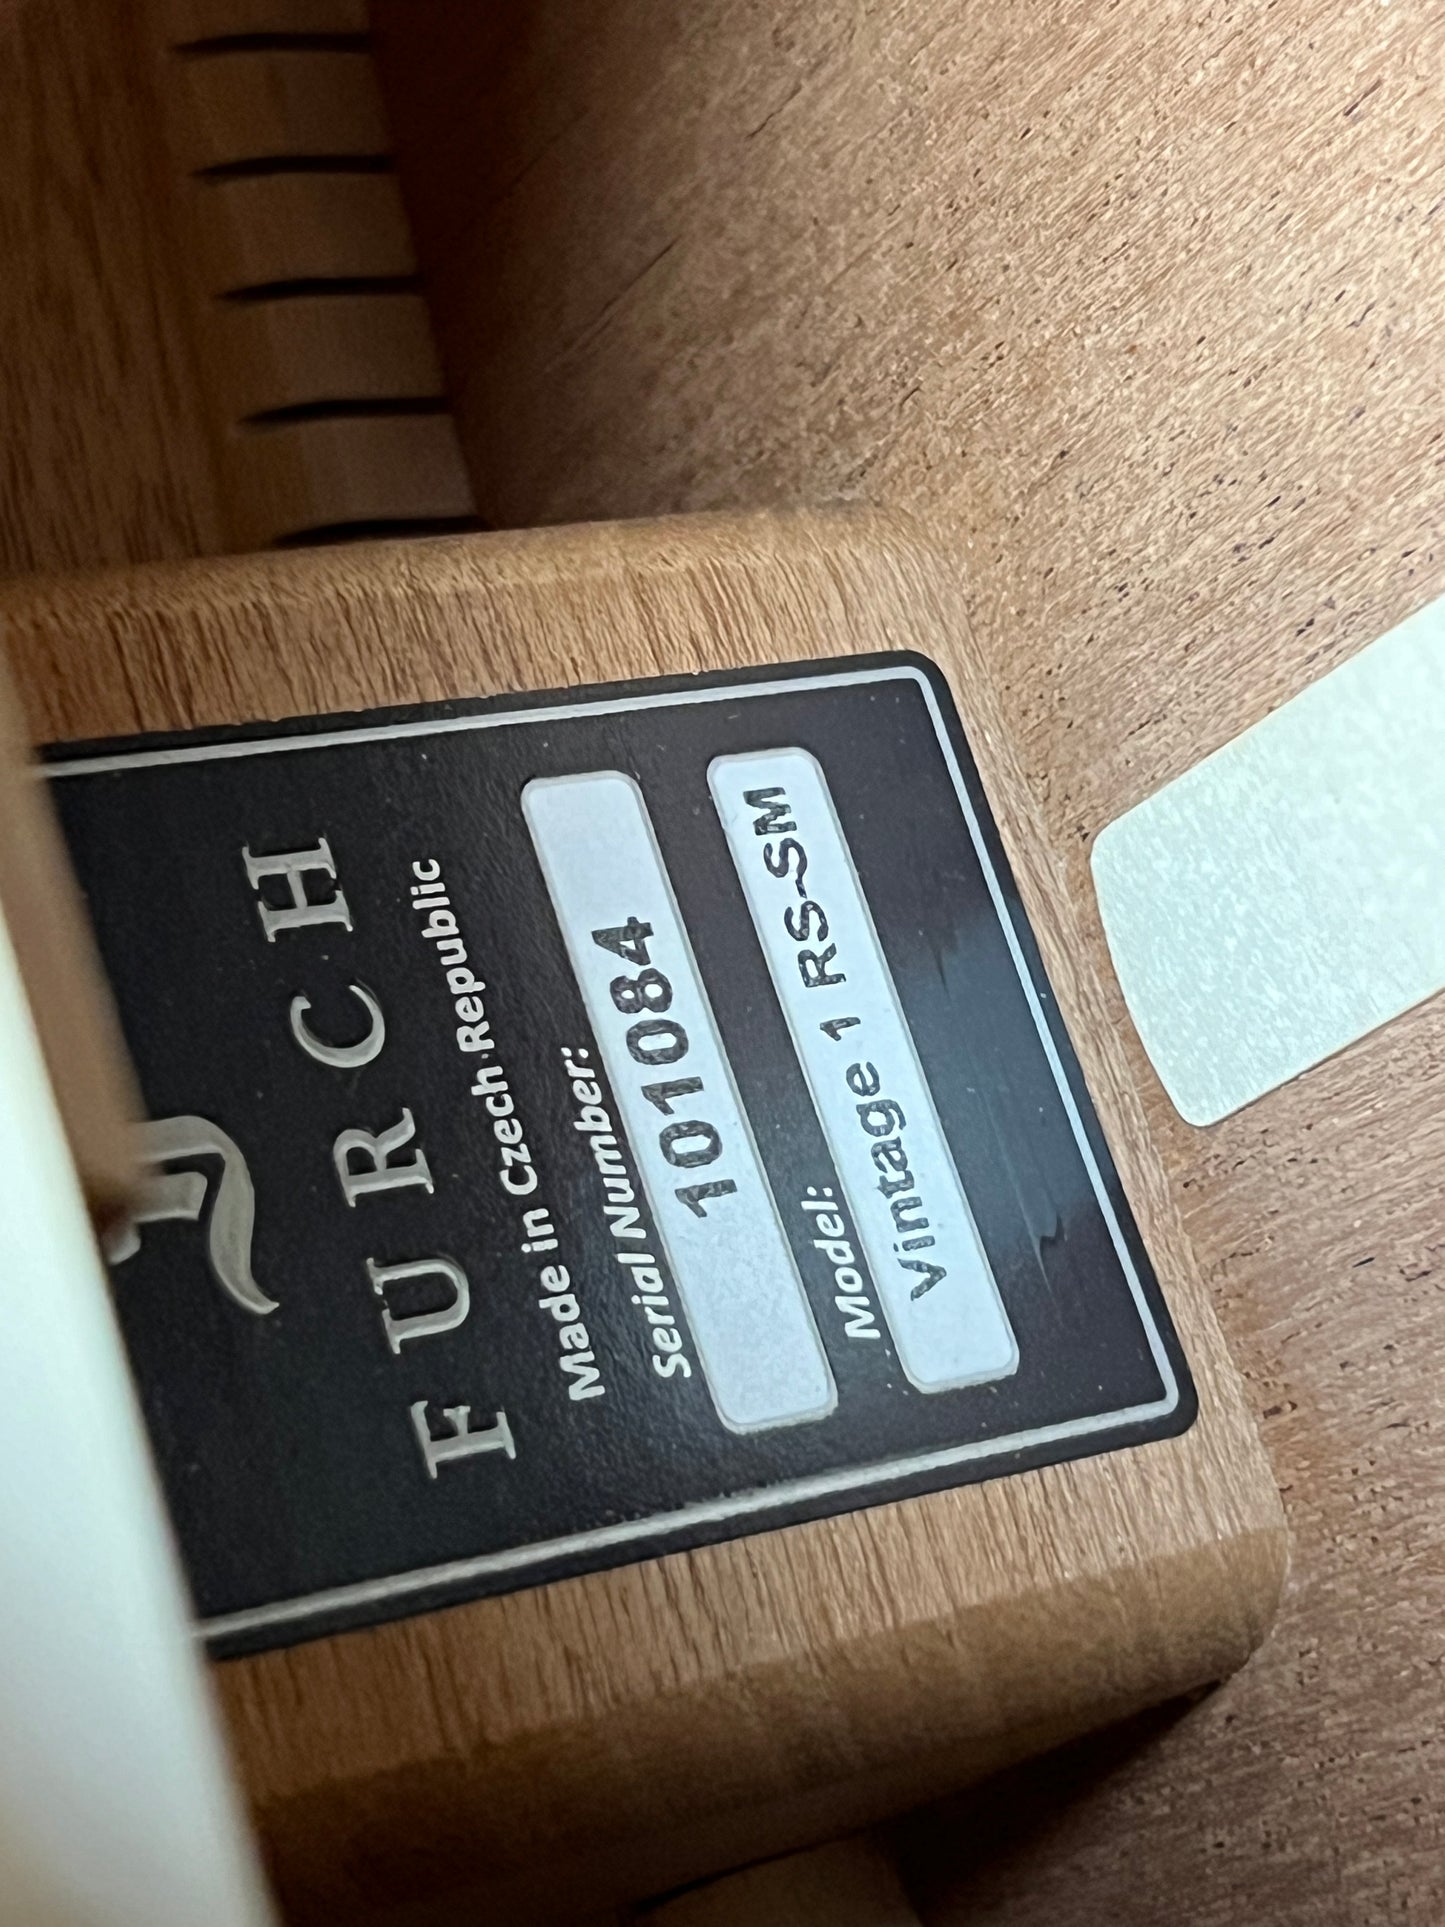 FURCH
Made in Czech Republic
Serial Number:
101084
Model:
Vintage 1 RS-SM